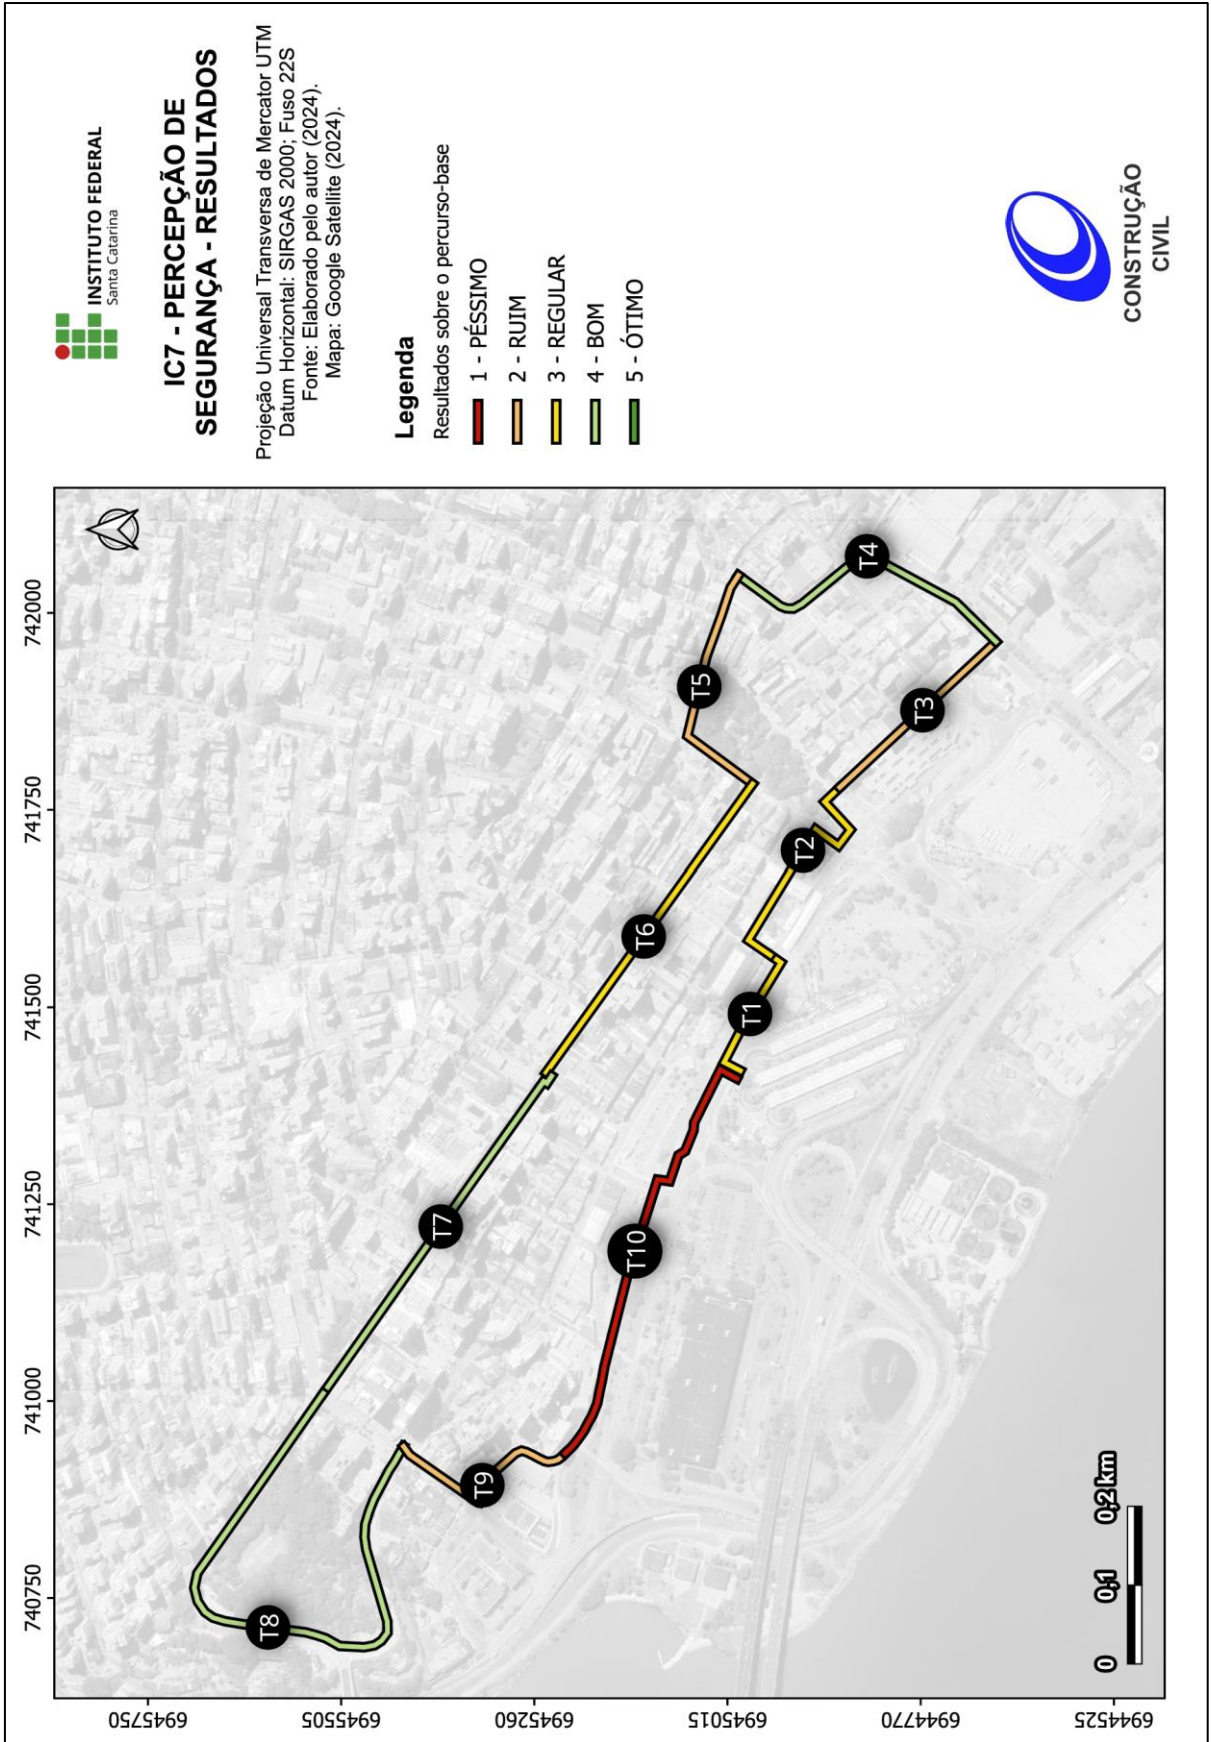 INSTITUTO FEDERAL
Santa Catarina
IC7 - PERCEPÇÃO DE
SEGURANÇA - RESULTADOS
Projeção Universal Transversa de Mercator UTM
Datum Horizontal: SIRGAS 2000; Fuso 22S
Fonte: Elaborado pelo autor (2024).
Mapa: Google Satellite (2024).
Legenda
Resultados sobre o percurso-base
1 - PÉSSIMO
2 - RUIM
3 - REGULAR
4 - BOM
5 - ÓTIMO
CONSTRUÇÃO
CIVIL
740750
741000
741250
741500
741750
742000
6945750
6945505
6945260
6945015
6944770
6944525
T8
T7
T9
T6
T5
T10
T1
T2
T4
T3
0
0,1
0,2 km